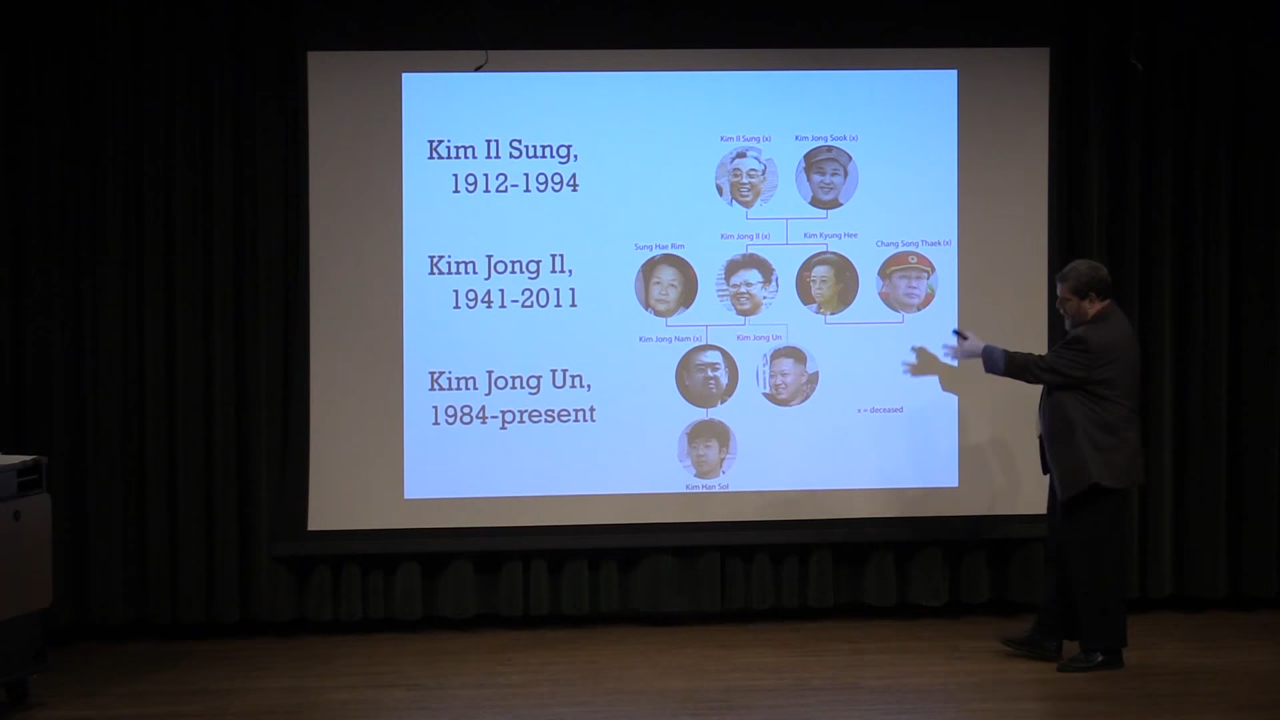 Kim Il Sung,
1912-1994
Kim Jong Il,
1941-2011
Kim Jong Un,
1984-present
Kim Il Sung (x)
Kim Jong Sook (x)
Sung Hae Rim
Kim Jong Il (x)
Kim Kyung Hee
Chang Song Thaek (x)
Kim Jong Nam (x)
Kim Jong Un
x = deceased
Kim Han Sol